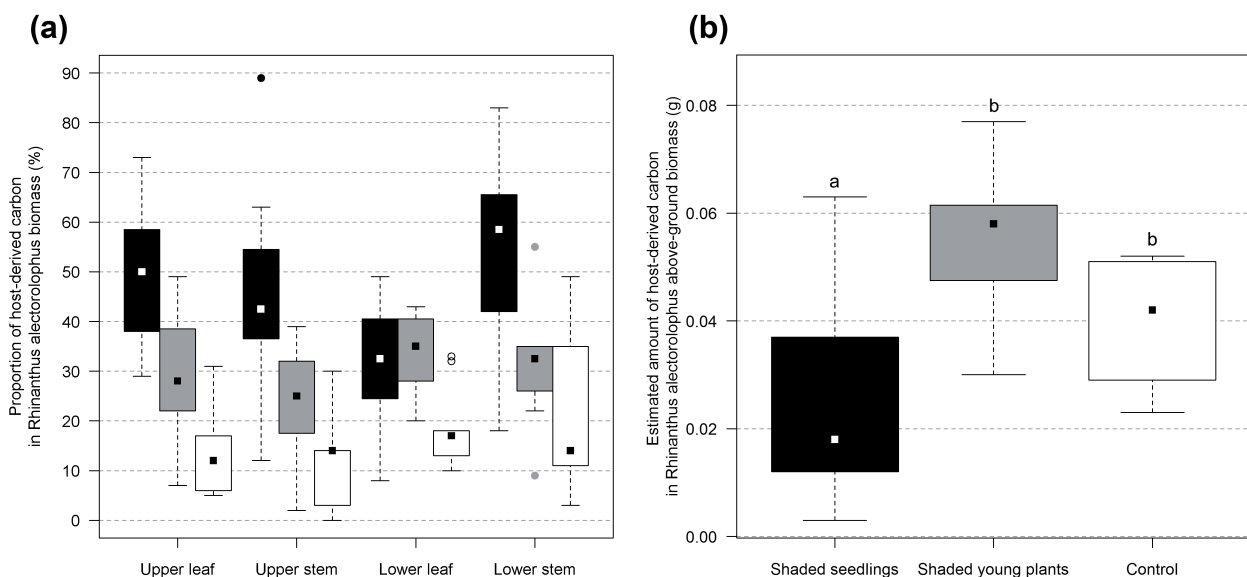 (a)
Proportion of host-derived carbon
in Rhinanthus alectorolophus biomass (%)
90
80
70
60
50
40
30
20
10
0
Upper leaf
Upper stem
Lower leaf
Lower stem
(b)
Estimated amount of host-derived carbon
in Rhinanthus alectorolophus above-ground biomass (g)
0.08
0.06
0.04
0.02
0.00
a
b
b
Shaded seedlings
Shaded young plants
Control